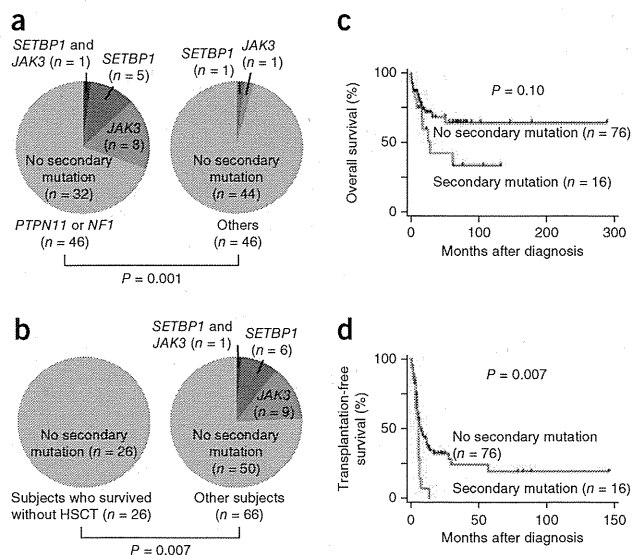 a
SETBP1 and
JAK3 (n = 1)
SETBP1
(n = 5)
JAK3
(n = 8)
No secondary
mutation
(n = 32)
PTPN11 or NF1
(n = 46)
SETBP1
(n = 1)
JAK3
(n = 1)
No secondary
mutation
(n = 44)
Others
(n = 46)
P = 0.001
b
No secondary
mutation (n = 26)
Subjects who survived
without HSCT (n = 26)
SETBP1 and
JAK3 (n = 1)
SETBP1
(n = 6)
JAK3
(n = 9)
No secondary
mutation
(n = 50)
Other subjects
(n = 66)
P = 0.007
c
Overall survival (%)
100
50
0
P = 0.10
No secondary mutation (n = 76)
Secondary mutation (n = 16)
0 100 200 300
Months after diagnosis
d
Transplantation-free
survival (%)
100
50
0
P = 0.007
No secondary mutation
(n = 76)
Secondary mutation (n = 16)
0 50 100 150
Months after diagnosis